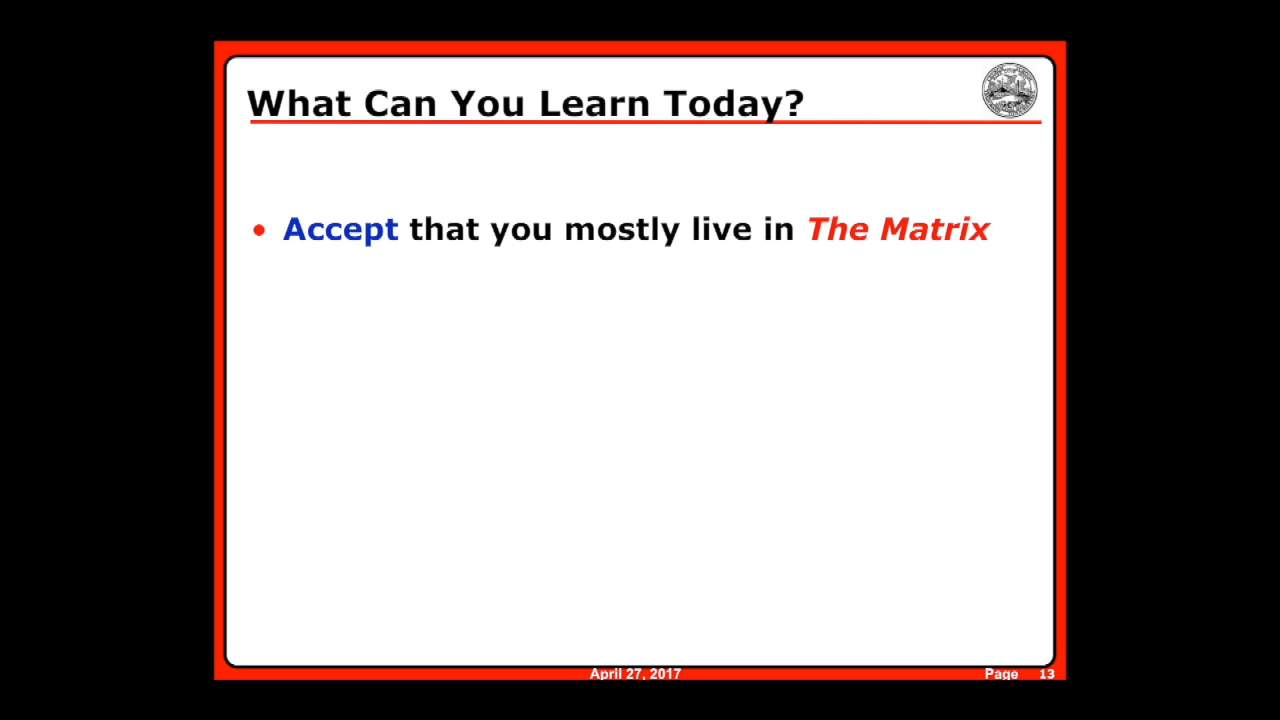 What Can You Learn Today?
• Accept that you mostly live in The Matrix
April 27, 2017 Page 13